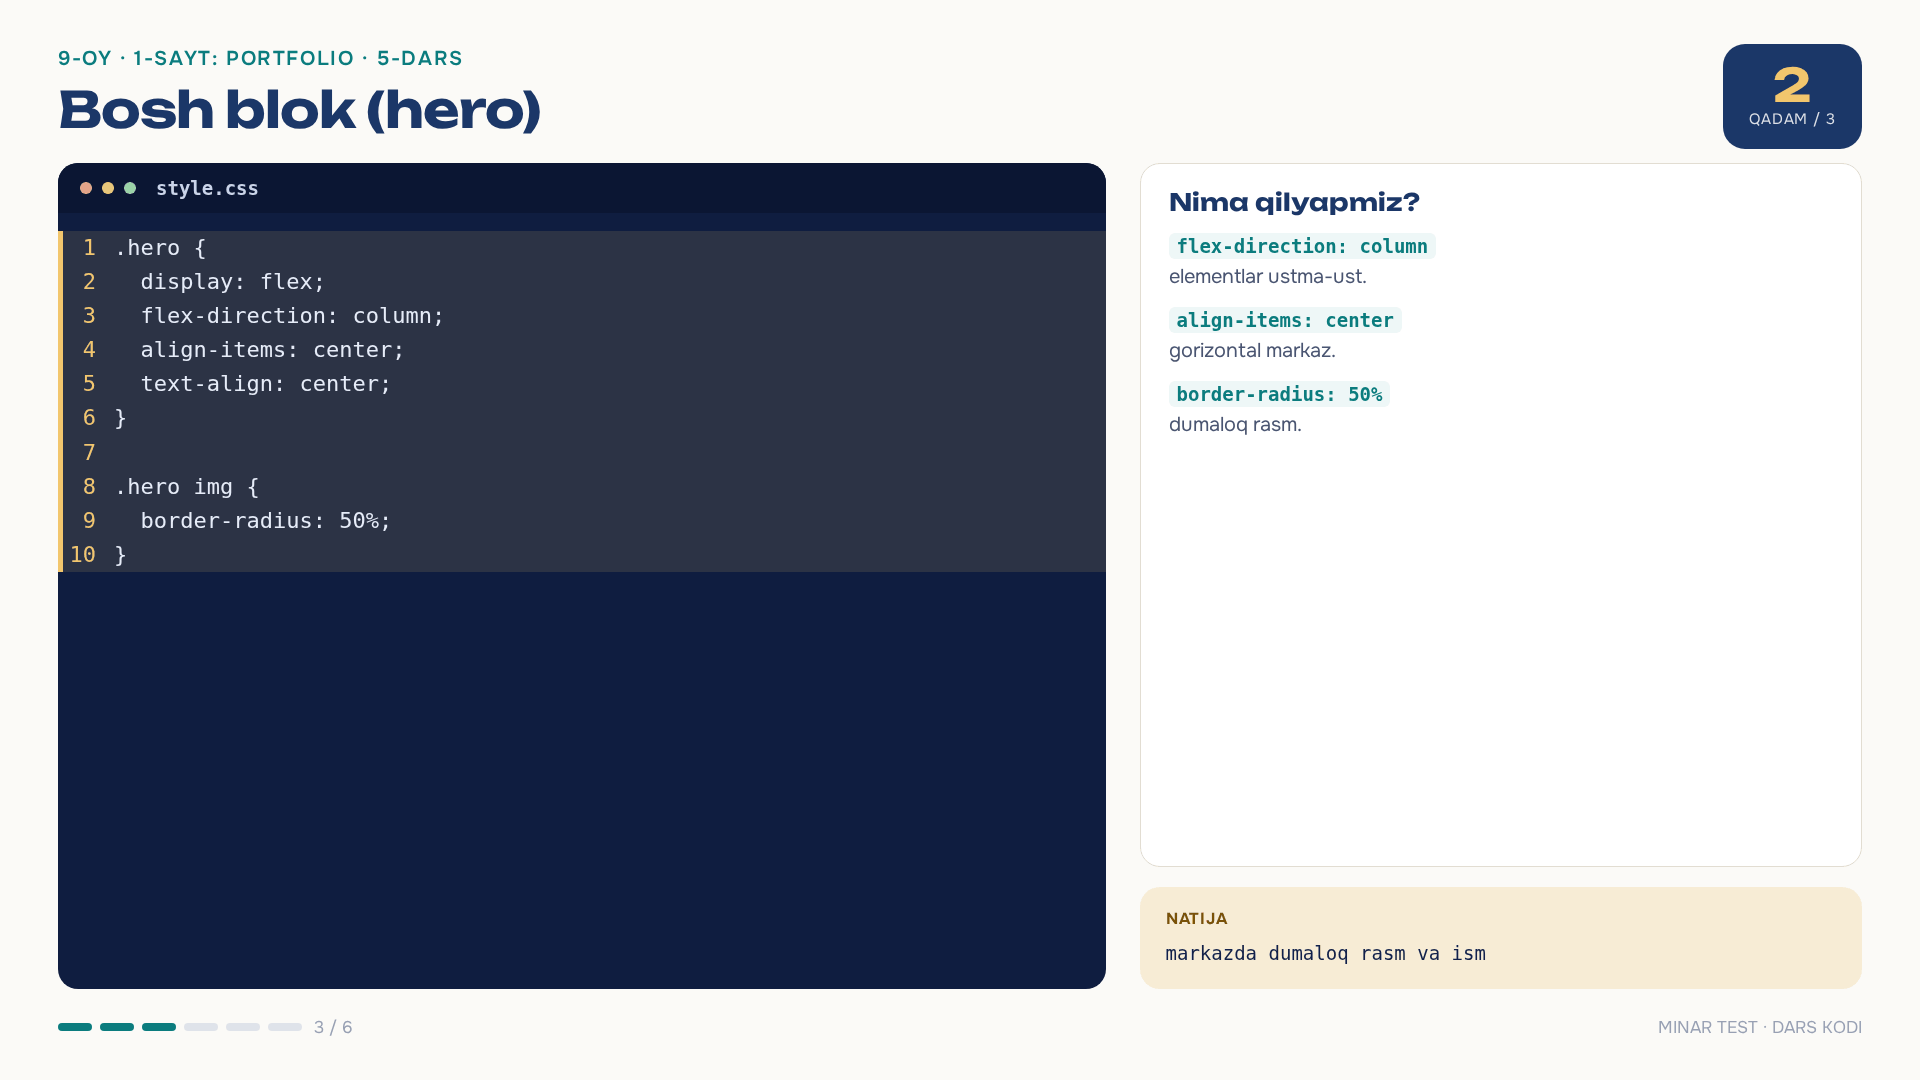 9-OY · 1-SAYT: PORTFOLIO · 5-DARS
Bosh blok (hero)
2
QADAM / 3
style.css
1 .hero {
2   display: flex;
3   flex-direction: column;
4   align-items: center;
5   text-align: center;
6 }
7
8 .hero img {
9   border-radius: 50%;
10 }
Nima qilyapmiz?
flex-direction: column
elementlar ustma-ust.
align-items: center
gorizontal markaz.
border-radius: 50%
dumaloq rasm.
NATIJA
markazda dumaloq rasm va ism
3 / 6
MINAR TEST · DARS KODI